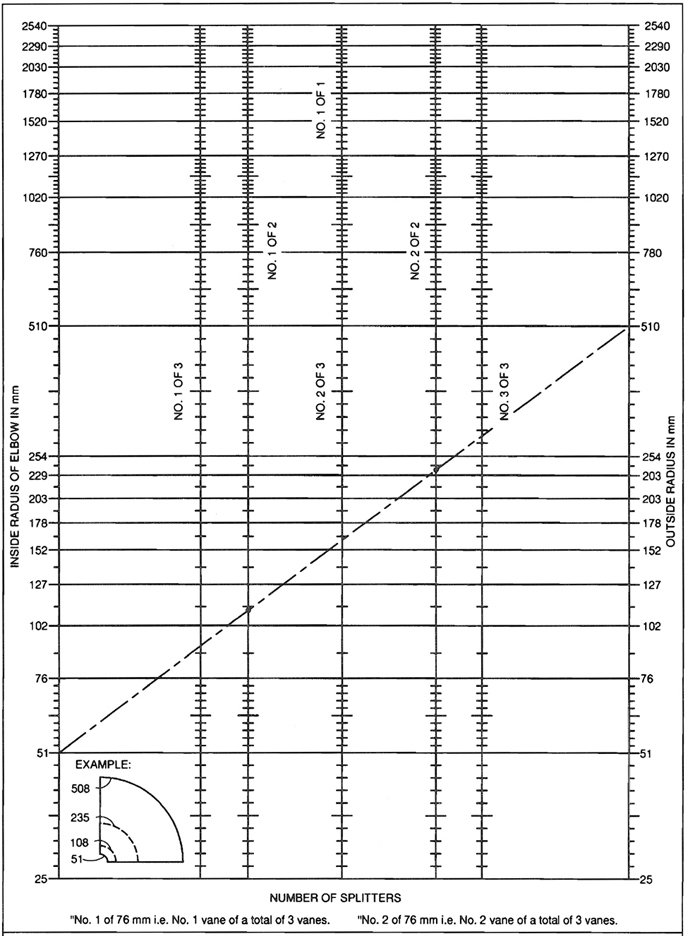 2540 2540
2290 2290
2030 2030
1780 1780
1520 1520
NO. 1 OF 1
1270 1270
1020 1020
NO. 1 OF 2 NO. 2 OF 2
760 780
510 510
NO. 1 OF 3 NO. 2 OF 3 NO. 3 OF 3
INSIDE RADUIS OF ELBOW IN mm
OUTSIDE RADIUS IN mm
254 254
229 203
203 203
178 178
152 152
127 127
102 102
76 76
51 51
EXAMPLE:
508
235
108
51
25 25
NUMBER OF SPLITTERS
"No. 1 of 76 mm i.e. No. 1 vane of a total of 3 vanes. "No. 2 of 76 mm i.e. No. 2 vane of a total of 3 vanes.